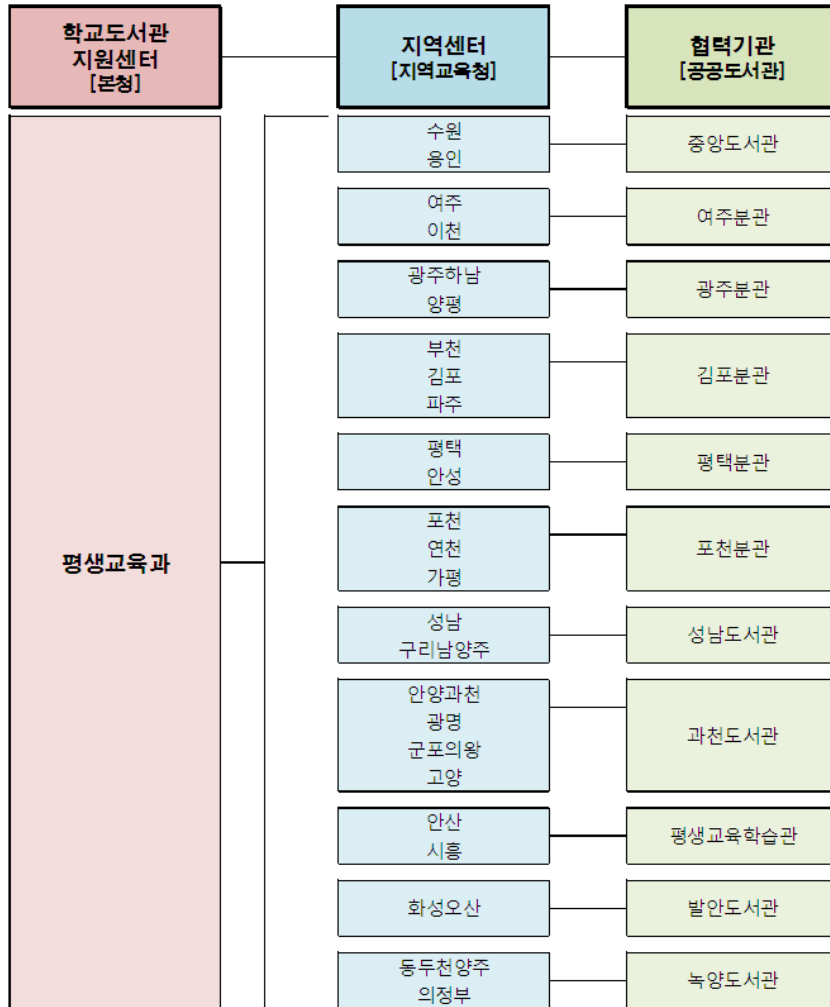 학교도서관
지원센터
[본청]
지역센터
[지역교육청]
협력기관
[공공도서관]
평생교육과
수원
용인
중앙도서관
여주
이천
여주분관
광주하남
양평
광주분관
부천
김포
파주
김포분관
평택
안성
평택분관
포천
연천
가평
포천분관
성남
구리남양주
성남도서관
안양과천
광명
군포의왕
고양
과천도서관
안산
시흥
평생교육학습관
화성오산
발안도서관
동두천양주
의정부
녹양도서관